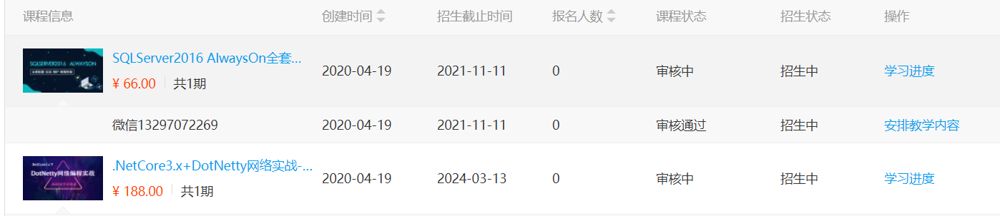 课程信息 创建时间 招生截止时间 报名人数 课程状态 招生状态 操作
SQLSERVER2016 ALWAYSON
SQLServer2016 AlwaysOn全套...
¥ 66.00 共1期
2020-04-19 2021-11-11 0 审核中 招生中 学习进度
微信13297072269 2020-04-19 2021-11-11 0 审核通过 招生中 安排教学内容
NetCore3.x下
DotNetty网络编程实战
.NetCore3.x+DotNetty网络实战-...
¥ 188.00 共1期
2020-04-19 2024-03-13 0 审核中 招生中 学习进度